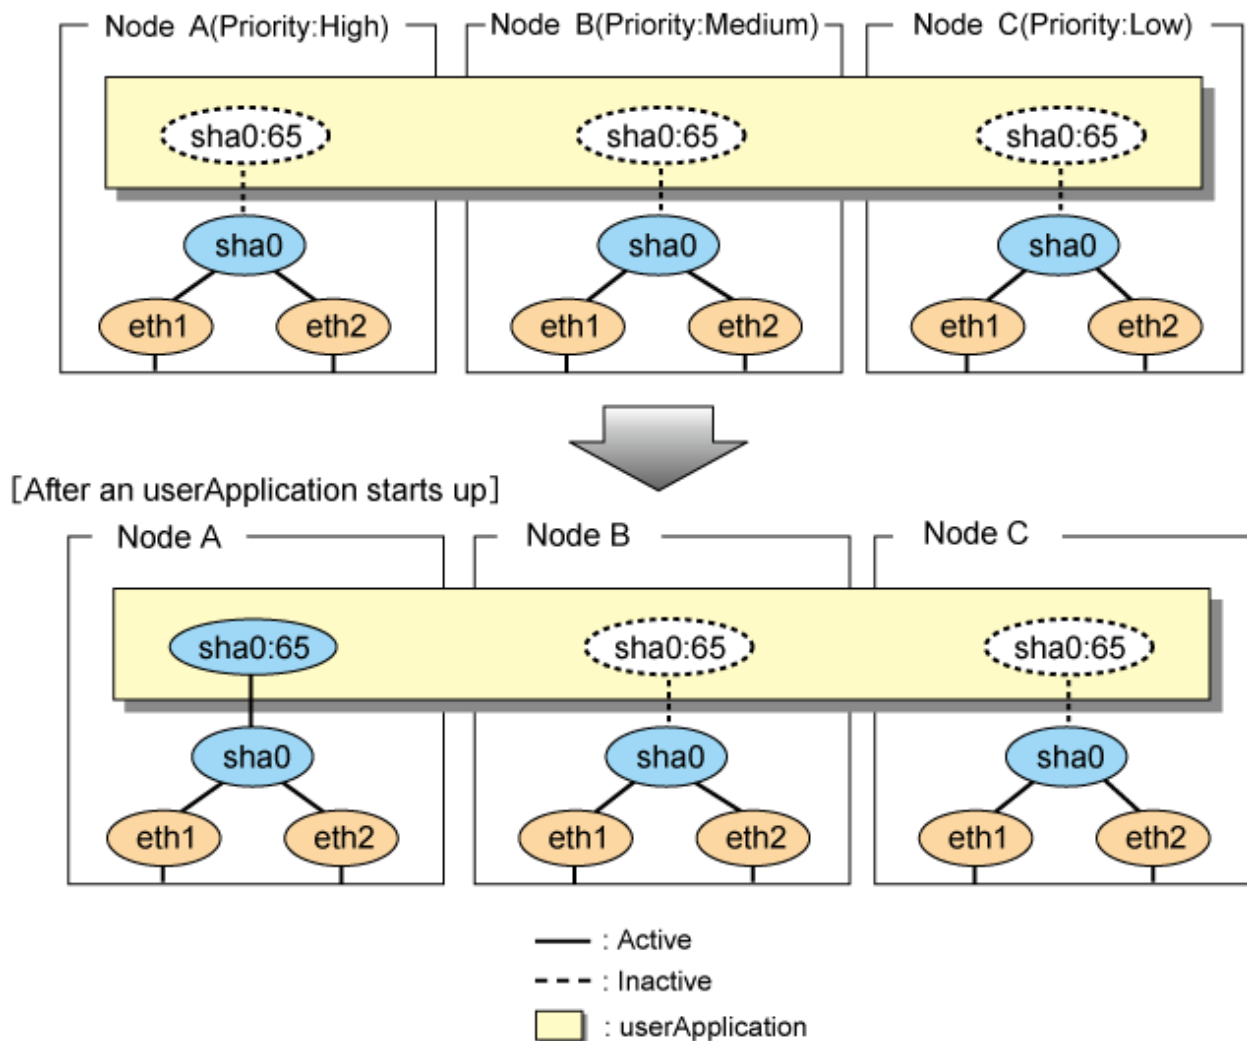 Node A(Priority:High) Node B(Priority:Medium) Node C(Priority:Low)
sha0:65 sha0:65 sha0:65
sha0 sha0 sha0
eth1 eth2 eth1 eth2 eth1 eth2
[After an userApplication starts up]
Node A Node B Node C
sha0:65 sha0:65 sha0:65
sha0 sha0 sha0
eth1 eth2 eth1 eth2 eth1 eth2
: Active
: Inactive
: userApplication